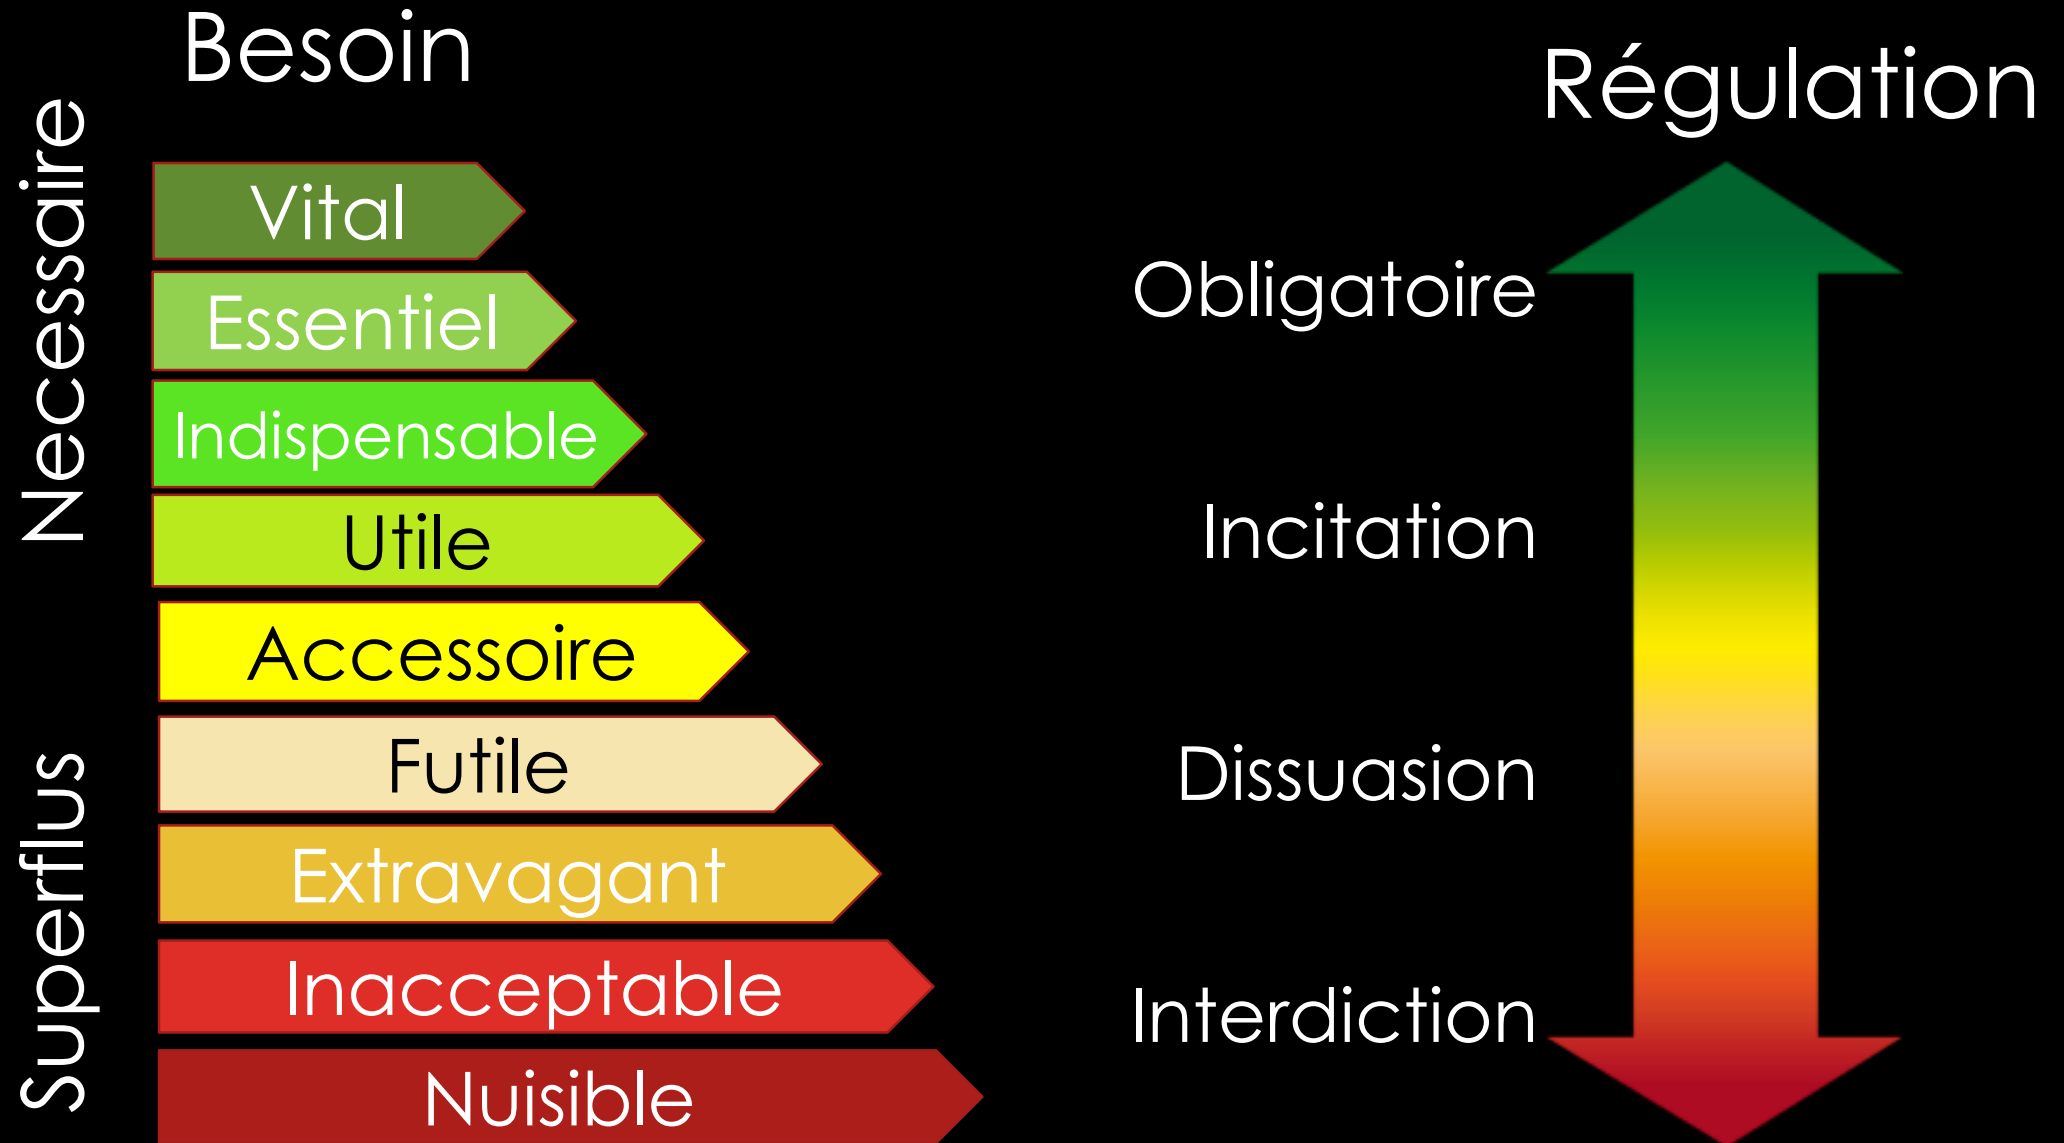 Besoin
Régulation
Necessaire
Superflus
Vital
Essentiel
Indispensable
Utile
Accessoire
Futile
Extravagant
Inacceptable
Nuisible
Obligatoire
Incitation
Dissuasion
Interdiction